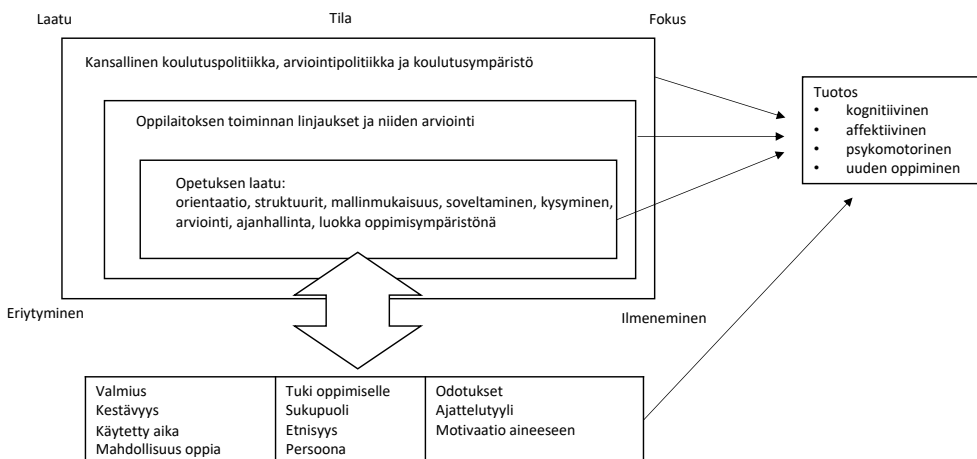 Laatu
Tila
Fokus
Kansallinen koulutuspolitiikka, arviointipolitiikka ja koulutusympäristö
Oppilaitoksen toiminnan linjaukset ja niiden arviointi
Opetuksen laatu:
orientaatio, struktuurit, mallinmukaisuus, soveltaminen, kysyminen,
arviointi, ajanhallinta, luokka oppimisympäristönä
Tuotos
• kognitiivinen
• affektiivinen
• psykomotorinen
• uuden oppiminen
Eriytyminen
Ilmeneminen
Valmius
Kestävyys
Käytetty aika
Mahdollisuus oppia
Tuki oppimiselle
Sukupuoli
Etnisyys
Persoona
Odotukset
Ajattelutyyli
Motivaatio aineeseen